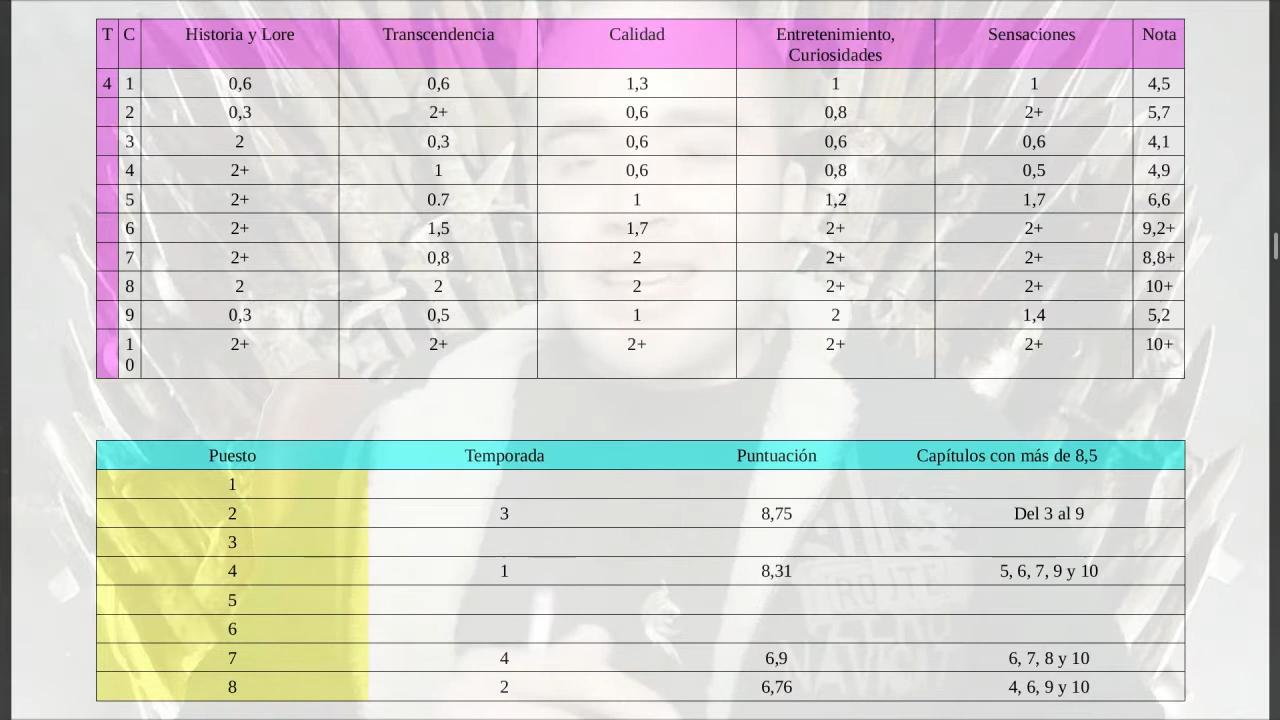 T C Historia y Lore Transcendencia Calidad Entretenimiento, Curiosidades Sensaciones Nota
4 1 0,6 0,6 1,3 1 1 4,5
2 0,3 2+ 0,6 0,8 2+ 5,7
3 2 0,3 0,6 0,6 0,6 4,1
4 2+ 1 0,6 0,8 0,5 4,9
5 2+ 0.7 1 1,2 1,7 6,6
6 2+ 1,5 1,7 2+ 2+ 9,2+
7 2+ 0,8 2 2+ 2+ 8,8+
8 2 2 2 2+ 2+ 10+
9 0,3 0,5 1 2 1,4 5,2
10 2+ 2+ 2+ 2+ 2+ 10+
Puesto Temporada Puntuación Capítulos con más de 8,5
1
2 3 8,75 Del 3 al 9
3
4 1 8,31 5, 6, 7, 9 y 10
5
6
7 4 6,9 6, 7, 8 y 10
8 2 6,76 4, 6, 9 y 10